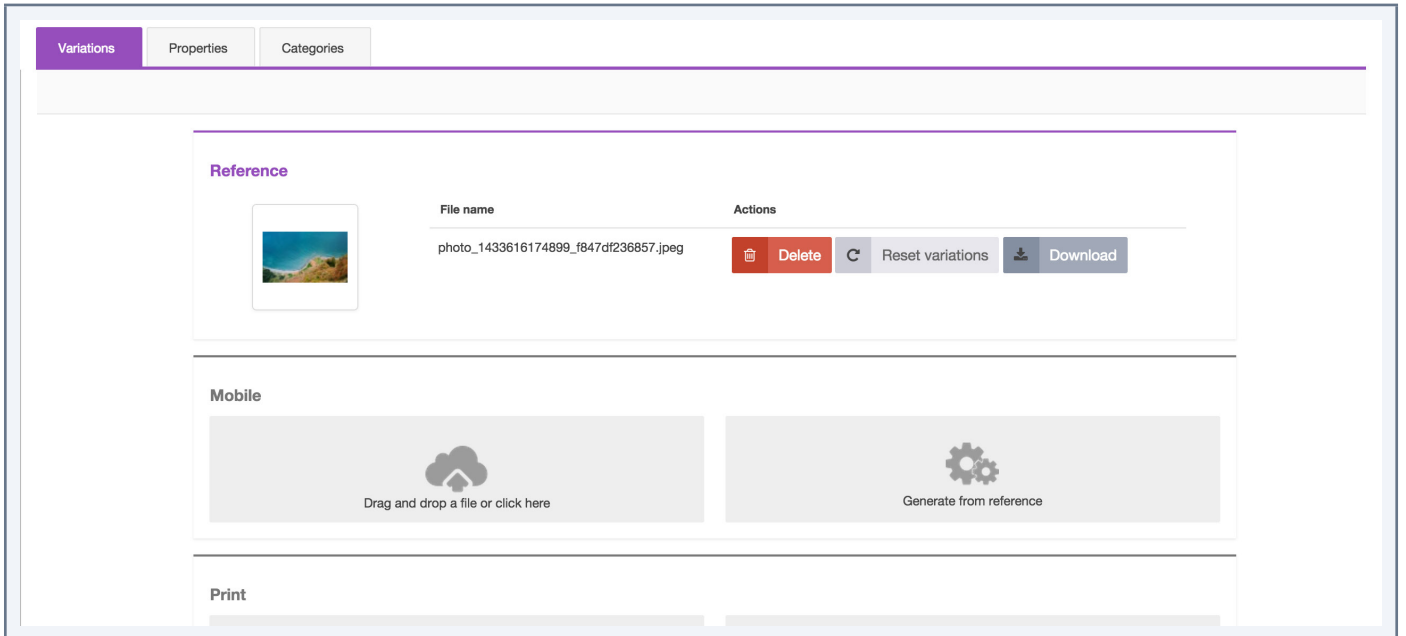 Variations Properties Categories
Reference
File name Actions
photo_1433616174899_f847df236857.jpeg Delete Reset variations Download
Mobile
Drag and drop a file or click here Generate from reference
Print